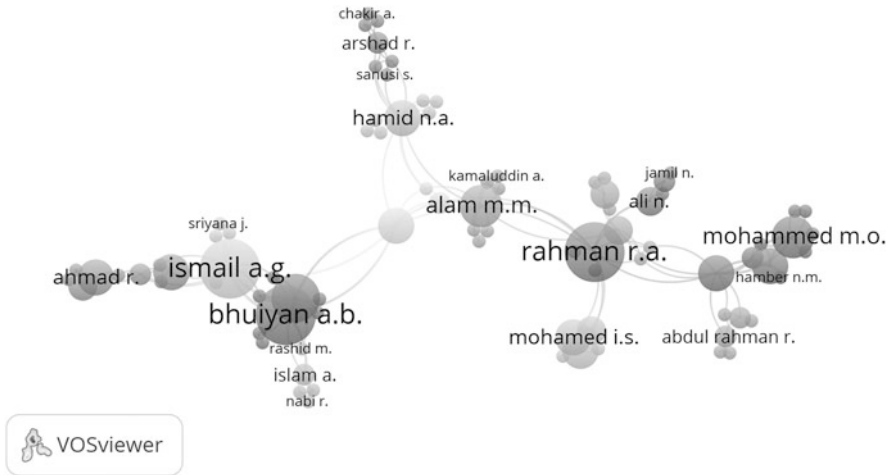 chakir a.
arshad r.
sanusi s.
hamid n.a.
kamaluddin a.
jamil n.
alam m.m.
ali n.
sriyana j.
mohammed m.o.
rahman r.a.
ismail a.g.
ahmad r.
hamber n.m.
bhuiyan a.b.
mohamed i.s.
abdul rahman r.
rashid m.
islam a.
nabi r.
VOSviewer